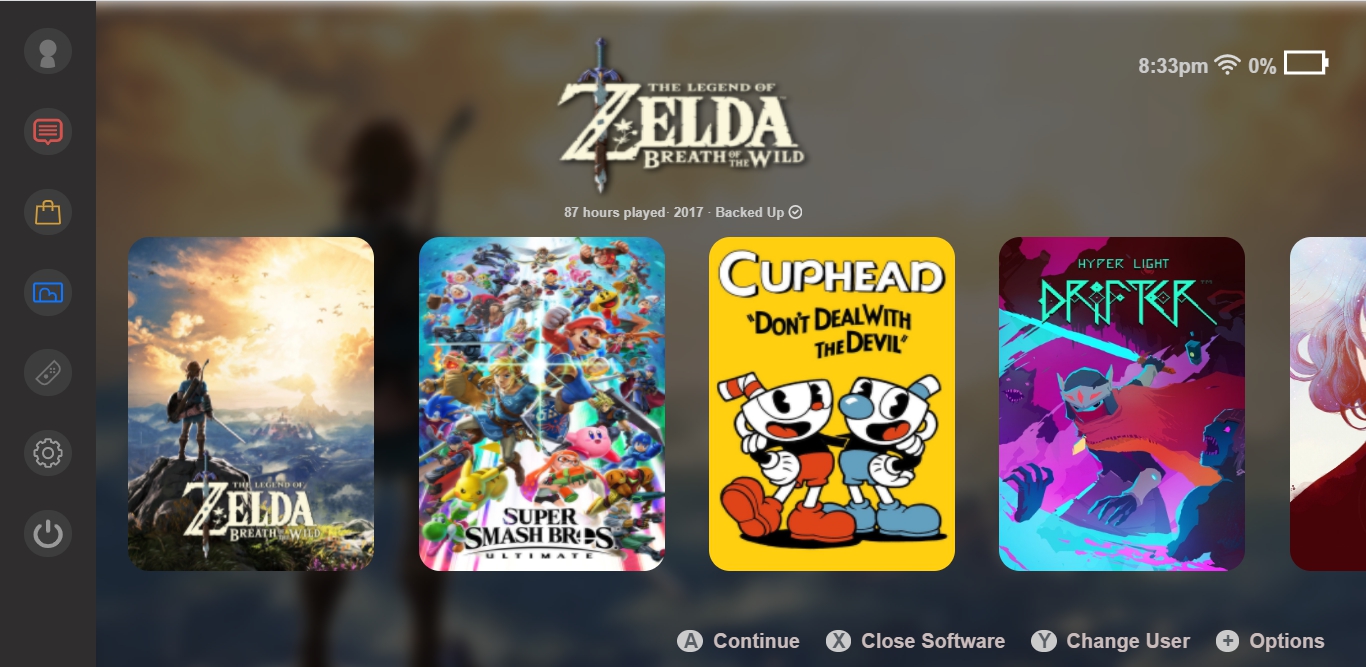 8:33pm 0%
THE LEGEND OF
ZELDA
BREATH OF THE WILD
87 hours played· 2017 · Backed Up
THE LEGEND OF
ZELDA
BREATH OF THE WILD
SUPER
SMASH BROS.
ULTIMATE
CUPHEAD
"DON'T DEAL WITH
THE DEVIL"
HYPER LIGHT
DRIFTER™
A Continue X Close Software Y Change User + Options